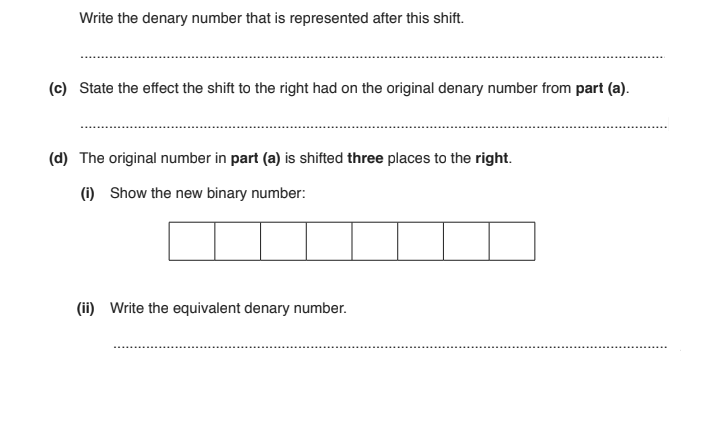 Write the denary number that is represented after this shift.
(c) State the effect the shift to the right had on the original denary number from part (a).
(d) The original number in part (a) is shifted three places to the right.
(i) Show the new binary number:
(ii) Write the equivalent denary number.